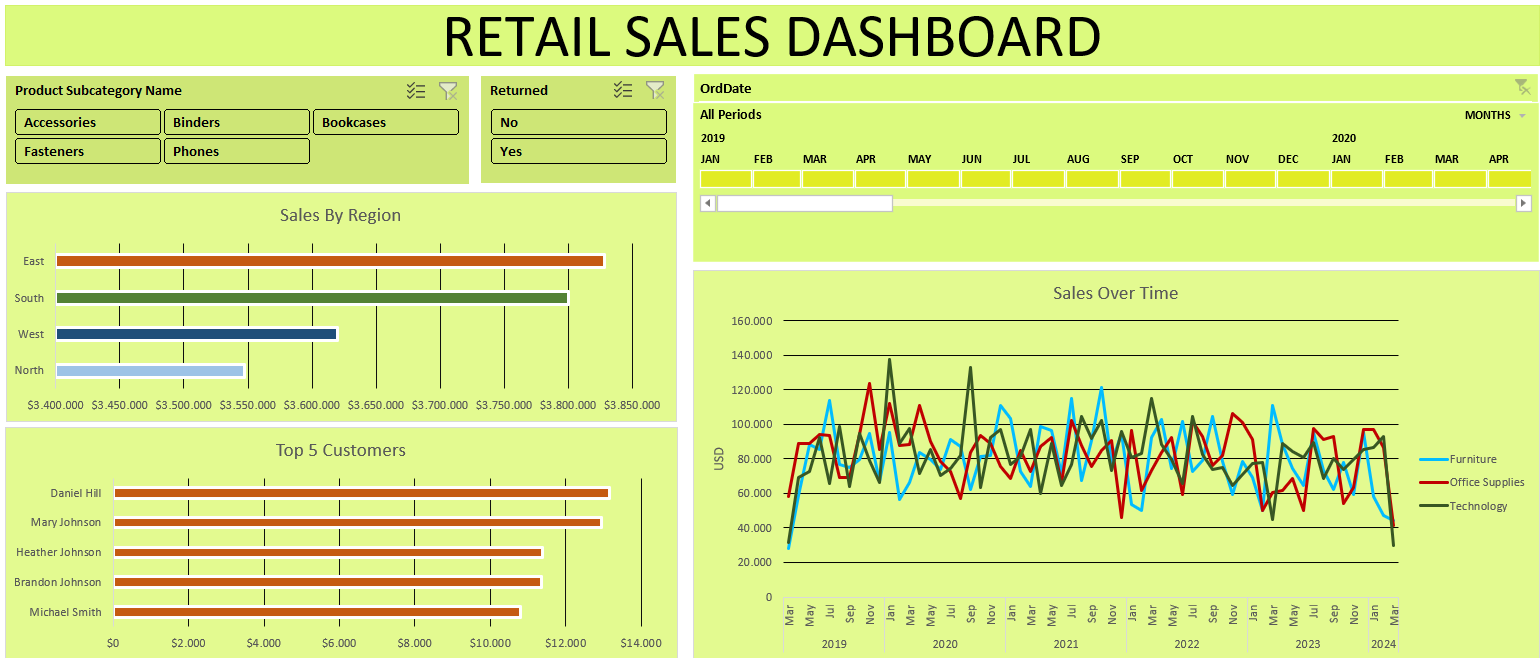 RETAIL SALES DASHBOARD
Product Subcategory Name
Accessories Binders Bookcases
Fasteners Phones
Returned
No
Yes
OrdDate
All Periods MONTHS
2019 2020
JAN FEB MAR APR MAY JUN JUL AUG SEP OCT NOV DEC JAN FEB MAR APR
Sales By Region
East
South
West
North
$3.400.000 $3.450.000 $3.500.000 $3.550.000 $3.600.000 $3.650.000 $3.700.000 $3.750.000 $3.800.000 $3.850.000
Top 5 Customers
Daniel Hill
Mary Johnson
Heather Johnson
Brandon Johnson
Michael Smith
$0 $2.000 $4.000 $6.000 $8.000 $10.000 $12.000 $14.000
Sales Over Time
160.000
140.000
120.000
100.000
80.000
60.000
40.000
20.000
0
USD
Mar May Jul Sep Nov Jan Mar May Jul Sep Nov Jan Mar May Jul Sep Nov Jan Mar May Jul Sep Nov Jan Mar May Jul Sep Nov Jan Mar
2019 2020 2021 2022 2023 2024
Furniture
Office Supplies
Technology